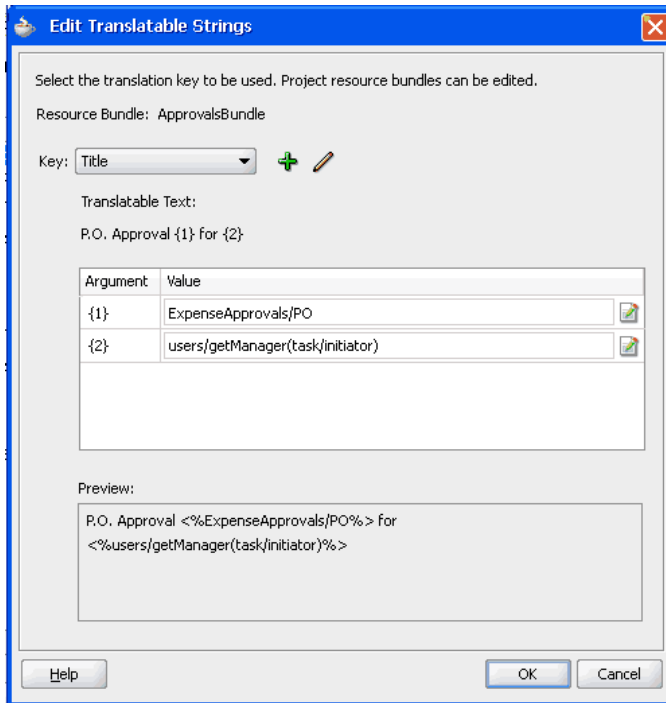 Edit Translatable Strings
Select the translation key to be used. Project resource bundles can be edited.
Resource Bundle: ApprovalsBundle
Key: Title
Translatable Text:
P.O. Approval {1} for {2}
Argument Value
{1} ExpenseApprovals/PO
{2} users/getManager(task/initiator)
Preview:
P.O. Approval <%ExpenseApprovals/PO%> for
<%users/getManager(task/initiator)%>
Help OK Cancel